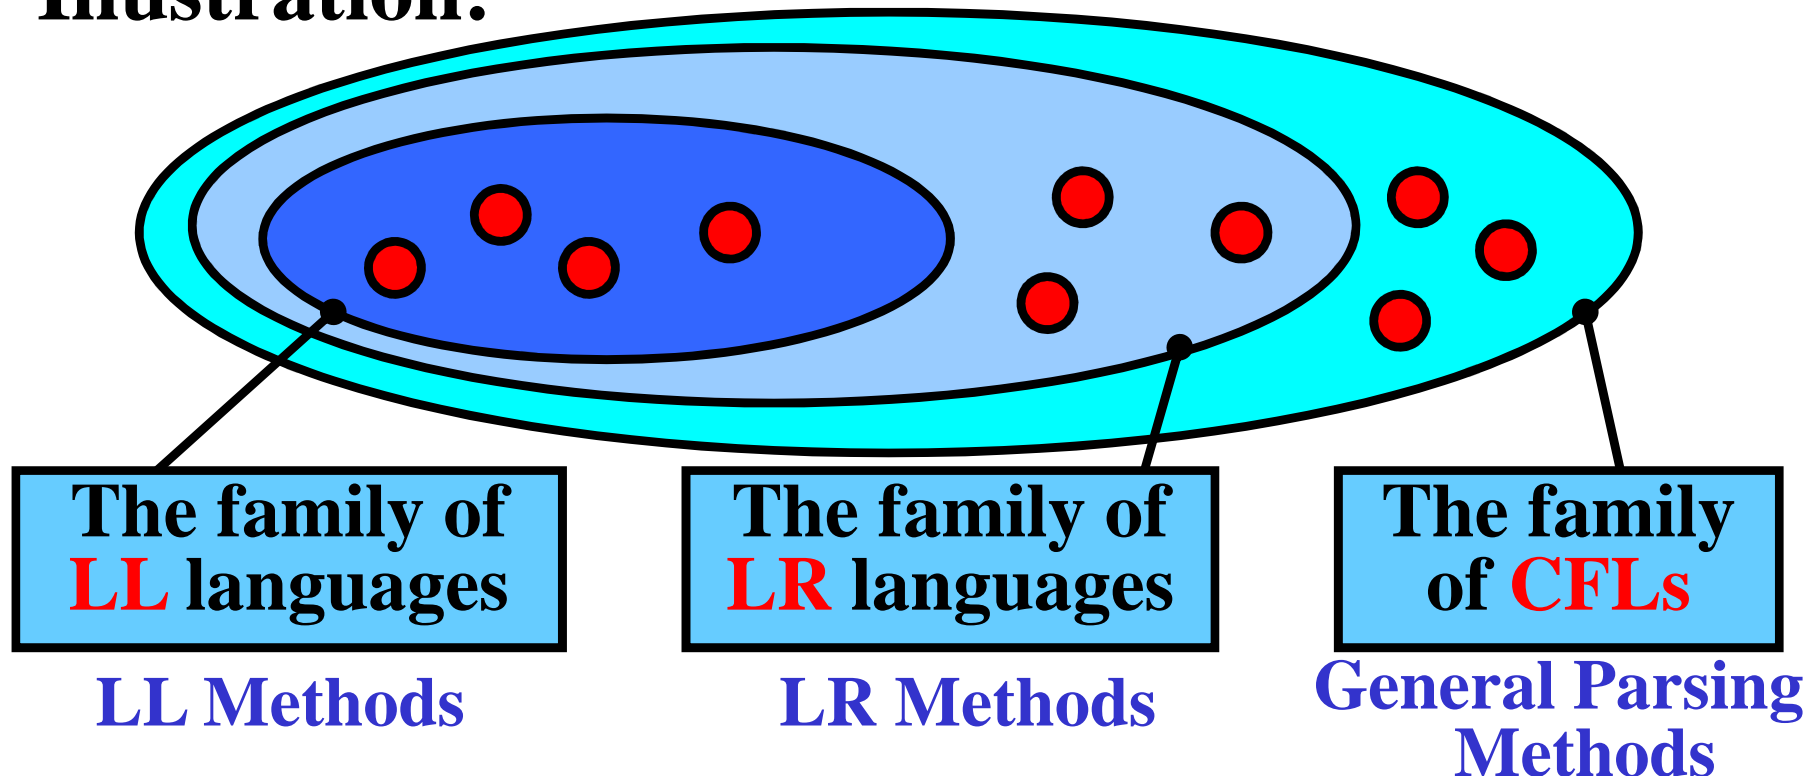 Illustration:
The family of
LL languages
The family of
LR languages
The family
of CFLs
LL Methods
LR Methods
General Parsing
Methods